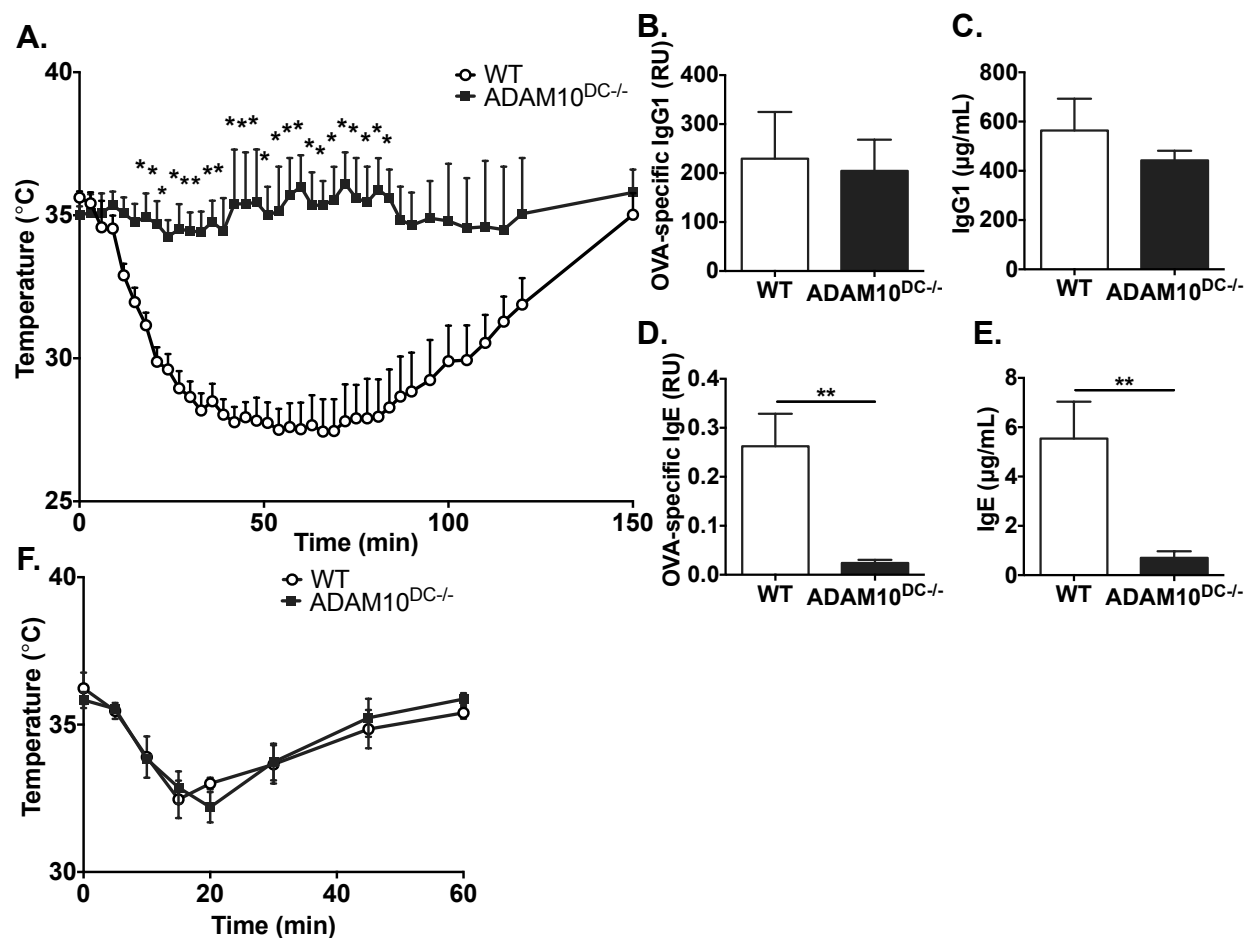 A.
Temperature (°C)
40
35
30
25
0
50
100
150
Time (min)
WT
ADAM10DC-/-
* * * * ** ** *** * *** ** * ** * ** *
B.
OVA-specific IgG1 (RU)
400
300
200
100
0
WT
ADAM10DC-/-
C.
IgG1 (µg/mL)
800
600
400
200
0
WT
ADAM10DC-/-
D.
OVA-specific IgE (RU)
0.4
0.3
0.2
0.1
0.0
**
WT
ADAM10DC-/-
E.
IgE (µg/mL)
8
6
4
2
0
**
WT
ADAM10DC-/-
F.
Temperature (°C)
40
35
30
0
20
40
60
Time (min)
WT
ADAM10DC-/-